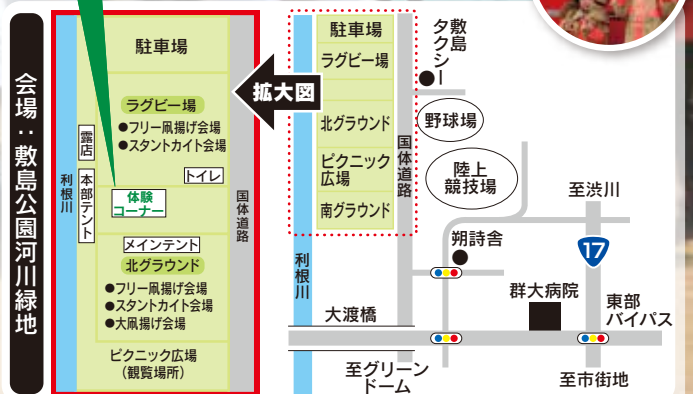 会場：敷島公園河川緑地
駐車場
ラグビー場
●フリー凧揚げ会場
●スタントカイト会場
露店
本部テント
トイレ
利根川
体験
コーナー
国体道路
メインテント
北グラウンド
●フリー凧揚げ会場
●スタントカイト会場
●大凧揚げ会場
ピクニック広場
（観覧場所）
拡大図
駐車場
ラグビー場
北グラウンド
ピクニック
広場
南グラウンド
国体道路
利根川
敷島
タクシー
野球場
陸上
競技場
朔詩舎
至渋川
17
群大病院
東部
バイパス
大渡橋
至グリーン
ドーム
至市街地